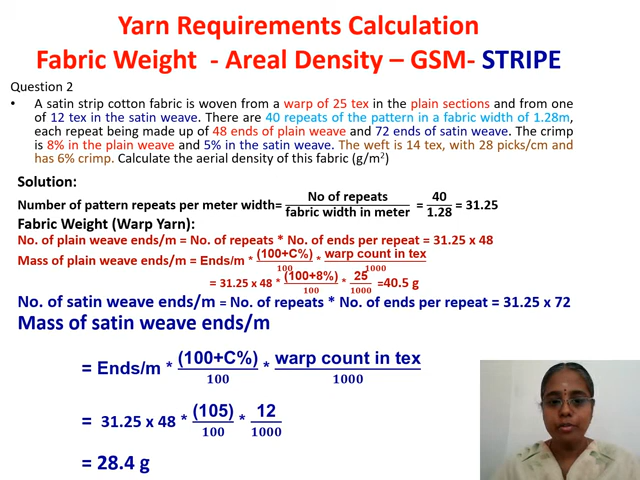 Yarn Requirements Calculation
Fabric Weight - Areal Density – GSM- STRIPE
Question 2
• A satin strip cotton fabric is woven from a warp of 25 tex in the plain sections and from one
of 12 tex in the satin weave. There are 40 repeats of the pattern in a fabric width of 1.28m,
each repeat being made up of 48 ends of plain weave and 72 ends of satin weave. The crimp
is 8% in the plain weave and 5% in the satin weave. The weft is 14 tex, with 28 picks/cm and
has 6% crimp. Calculate the aerial density of this fabric (g/m²)
Solution:
Number of pattern repeats per meter width= No of repeats / fabric width in meter = 40 / 1.28 = 31.25
Fabric Weight (Warp Yarn):
No. of plain weave ends/m = No. of repeats * No. of ends per repeat = 31.25 x 48
Mass of plain weave ends/m = Ends/m * (100+C%) / 100 * warp count in tex / 1000
= 31.25 x 48 * (100+8%) / 100 * 25 / 1000 =40.5 g
No. of satin weave ends/m = No. of repeats * No. of ends per repeat = 31.25 x 72
Mass of satin weave ends/m
= Ends/m * (100+C%) / 100 * warp count in tex / 1000
= 31.25 x 48 * (105) / 100 * 12 / 1000
= 28.4 g